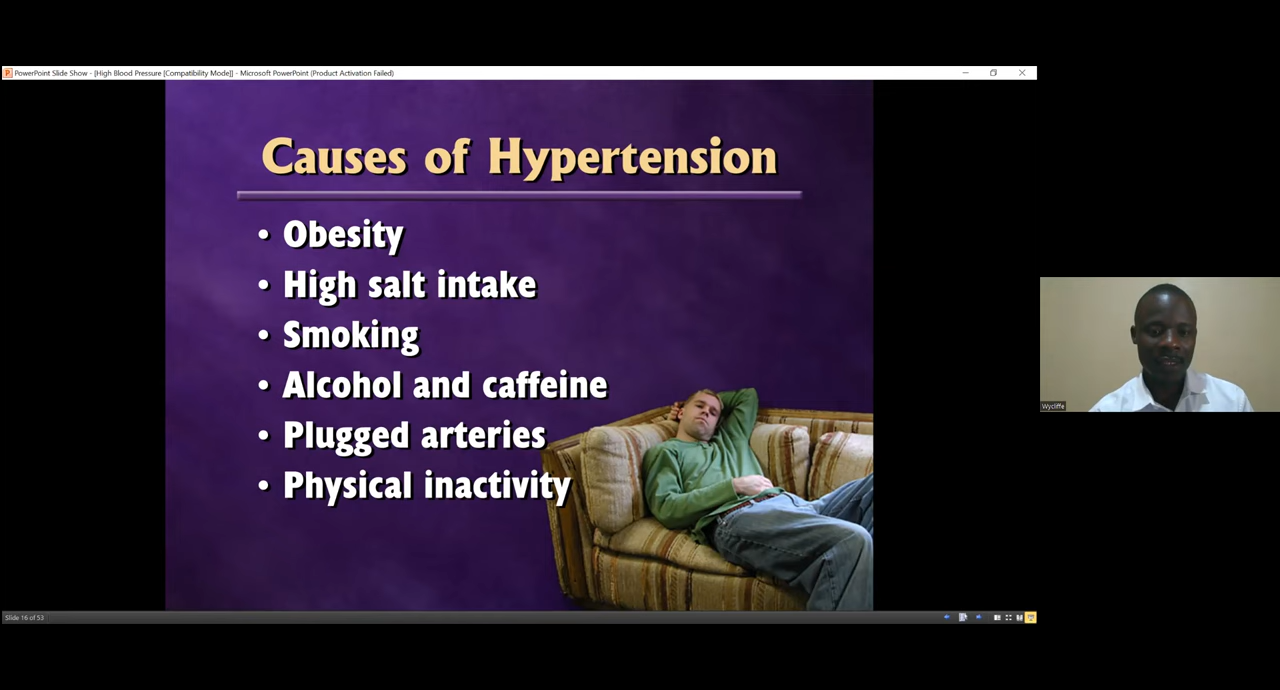 PowerPoint Slide Show - [High Blood Pressure [Compatibility Mode]] - Microsoft PowerPoint (Product Activation Failed)
Causes of Hypertension
• Obesity
• High salt intake
• Smoking
• Alcohol and caffeine
• Plugged arteries
• Physical inactivity
Wycliffe
Slide 16 of 53